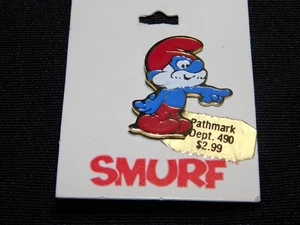 Pathmark
Dept. 490
$2.99
SMURF